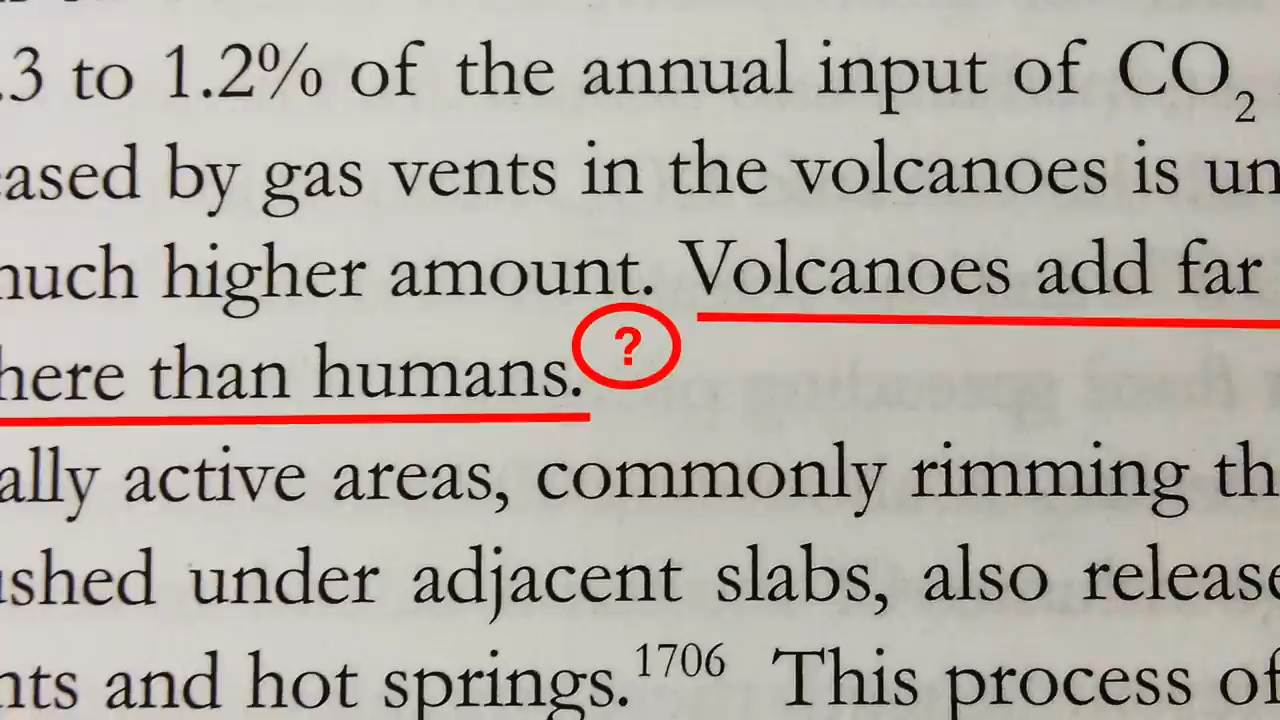 .3 to 1.2% of the annual input of CO₂
eased by gas vents in the volcanoes is un
much higher amount. Volcanoes add far
here than humans. ?
ally active areas, commonly rimming th
ushed under adjacent slabs, also release
nts and hot springs.¹⁷⁰⁶ This process of